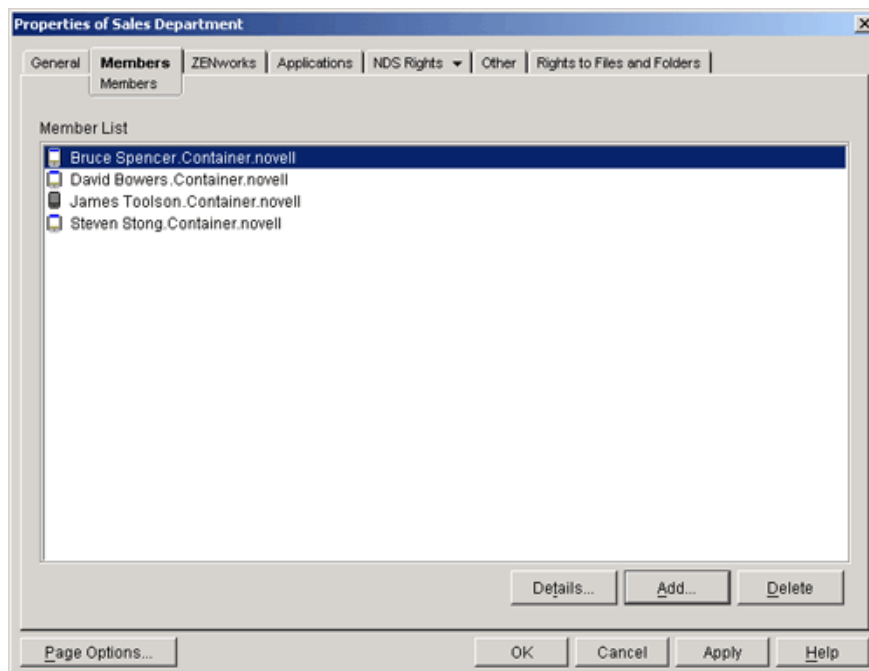 Properties of Sales Department
General Members ZENworks Applications NDS Rights Other Rights to Files and Folders
Members
Member List
Bruce Spencer.Container.novell
David Bowers.Container.novell
James Toolson.Container.novell
Steven Stong.Container.novell
Details... Add... Delete
Page Options... OK Cancel Apply Help